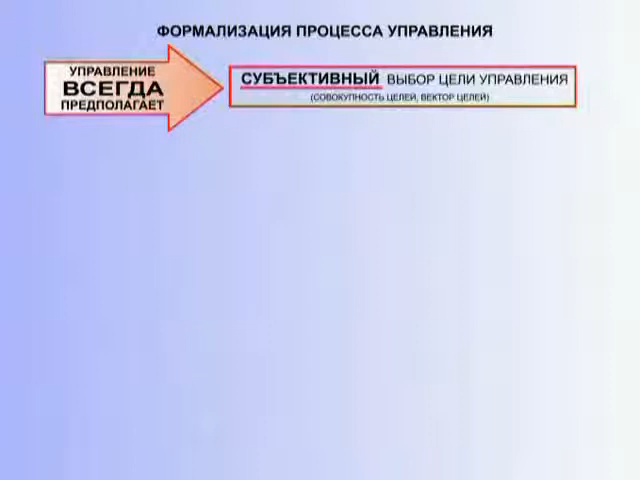 ФОРМАЛИЗАЦИЯ ПРОЦЕССА УПРАВЛЕНИЯ
УПРАВЛЕНИЕ
ВСЕГДА
ПРЕДПОЛАГАЕТ
СУБЪЕКТИВНЫЙ ВЫБОР ЦЕЛИ УПРАВЛЕНИЯ
(СОВОКУПНОСТЬ ЦЕЛЕЙ, ВЕКТОР ЦЕЛЕЙ)